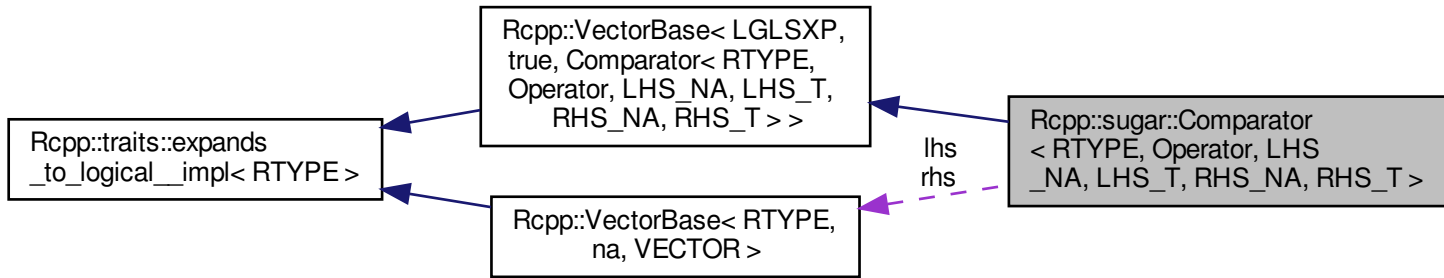 Rcpp::traits::expands
_to_logical__impl< RTYPE >
Rcpp::VectorBase< LGLSXP,
true, Comparator< RTYPE,
Operator, LHS_NA, LHS_T,
RHS_NA, RHS_T > >
Rcpp::VectorBase< RTYPE,
na, VECTOR >
lhs
rhs
Rcpp::sugar::Comparator
< RTYPE, Operator, LHS
_NA, LHS_T, RHS_NA, RHS_T >